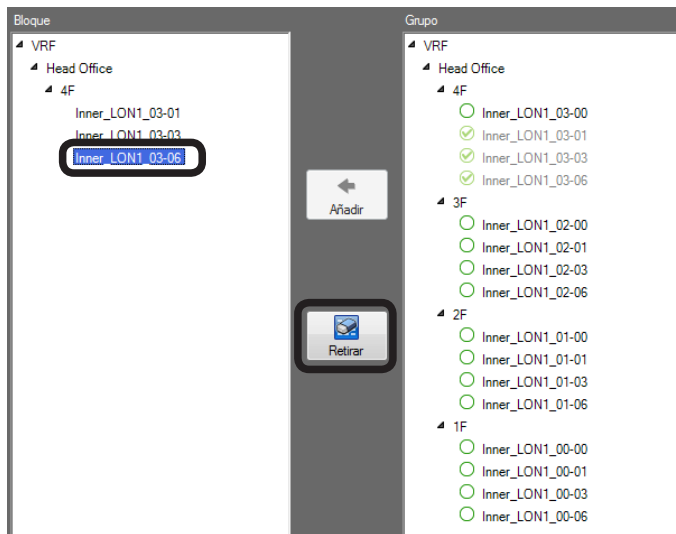 Bloque
VRF
Head Office
4F
Inner_LON1_03-01
Inner_LON1_03-03
Inner_LON1_03-06
Añadir
Retirar
Grupo
VRF
Head Office
4F
Inner_LON1_03-00
Inner_LON1_03-01
Inner_LON1_03-03
Inner_LON1_03-06
3F
Inner_LON1_02-00
Inner_LON1_02-01
Inner_LON1_02-03
Inner_LON1_02-06
2F
Inner_LON1_01-00
Inner_LON1_01-01
Inner_LON1_01-03
Inner_LON1_01-06
1F
Inner_LON1_00-00
Inner_LON1_00-01
Inner_LON1_00-03
Inner_LON1_00-06